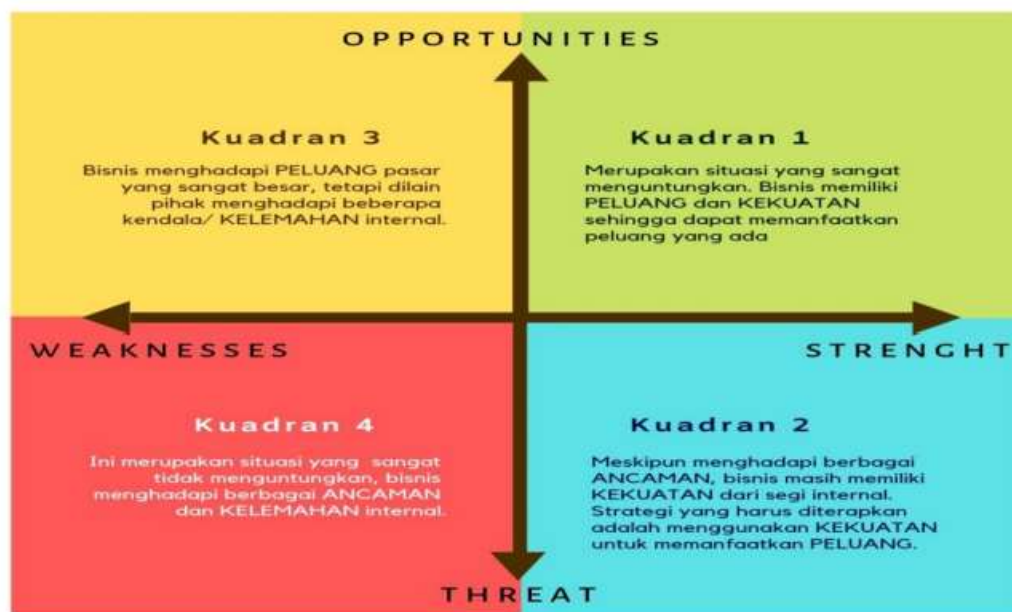 OPPORTUNITIES
Kuadran 3
Bisnis menghadapi PELUANG pasar
yang sangat besar, tetapi dilain
pihak menghadapi beberapa
kendala/ KELEMAHAN internal.
Kuadran 1
Merupakan situasi yang sangat
menguntungkan. Bisnis memiliki
PELUANG dan KEKUATAN
sehingga dapat memanfaatkan
peluang yang ada
WEAKNESSES
STRENGHT
Kuadran 4
Ini merupakan situasi yang sangat
tidak menguntungkan, bisnis
menghadapi berbagai ANCAMAN
dan KELEMAHAN internal.
Kuadran 2
Meskipun menghadapi berbagai
ANCAMAN, bisnis masih memiliki
KEKUATAN dari segi internal.
Strategi yang harus diterapkan
adalah menggunakan KEKUATAN
untuk memanfaatkan PELUANG.
THREAT